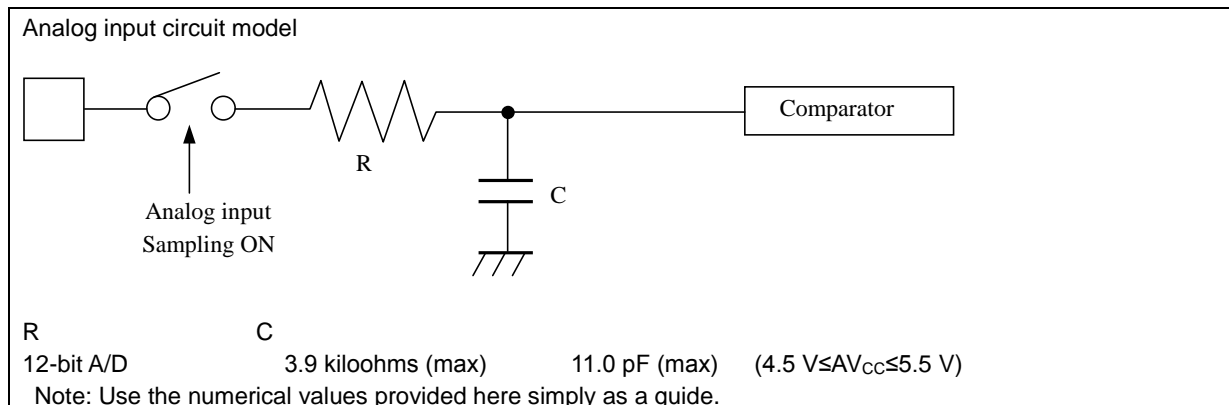 Analog input circuit model
Comparator
R
C
Analog input
Sampling ON
R C
12-bit A/D 3.9 kiloohms (max) 11.0 pF (max) (4.5 V≤AVCC≤5.5 V)
Note: Use the numerical values provided here simply as a guide.